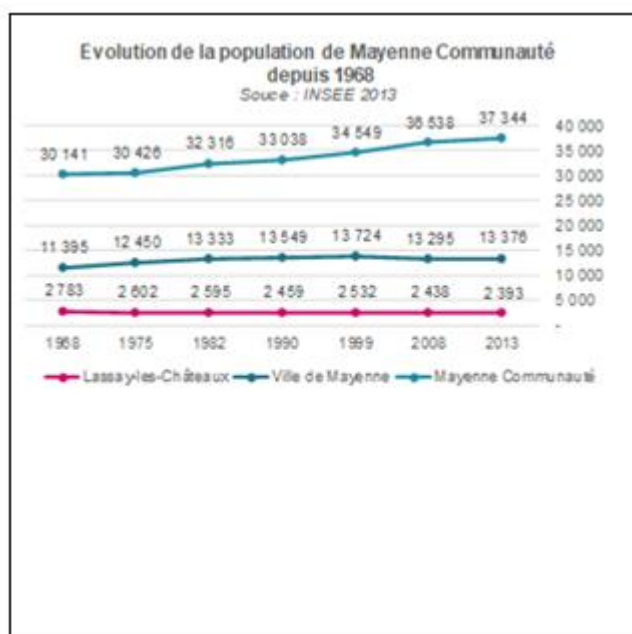 Evolution de la population de Mayenne Communauté
depuis 1968
Souce : INSEE 2013
30 141 30 426 32 316 33 038 34 549 36 638 37 344
40 000
35 000
30 000
25 000
20 000
11 395 12 450 13 333 13 549 13 724 13 295 13 376
15 000
10 000
2 783 2 602 2 595 2 459 2 532 2 438 2 393
5 000
-
1968 1975 1982 1990 1999 2008 2013
Lassay-les-Châteaux Ville de Mayenne Mayenne Communauté